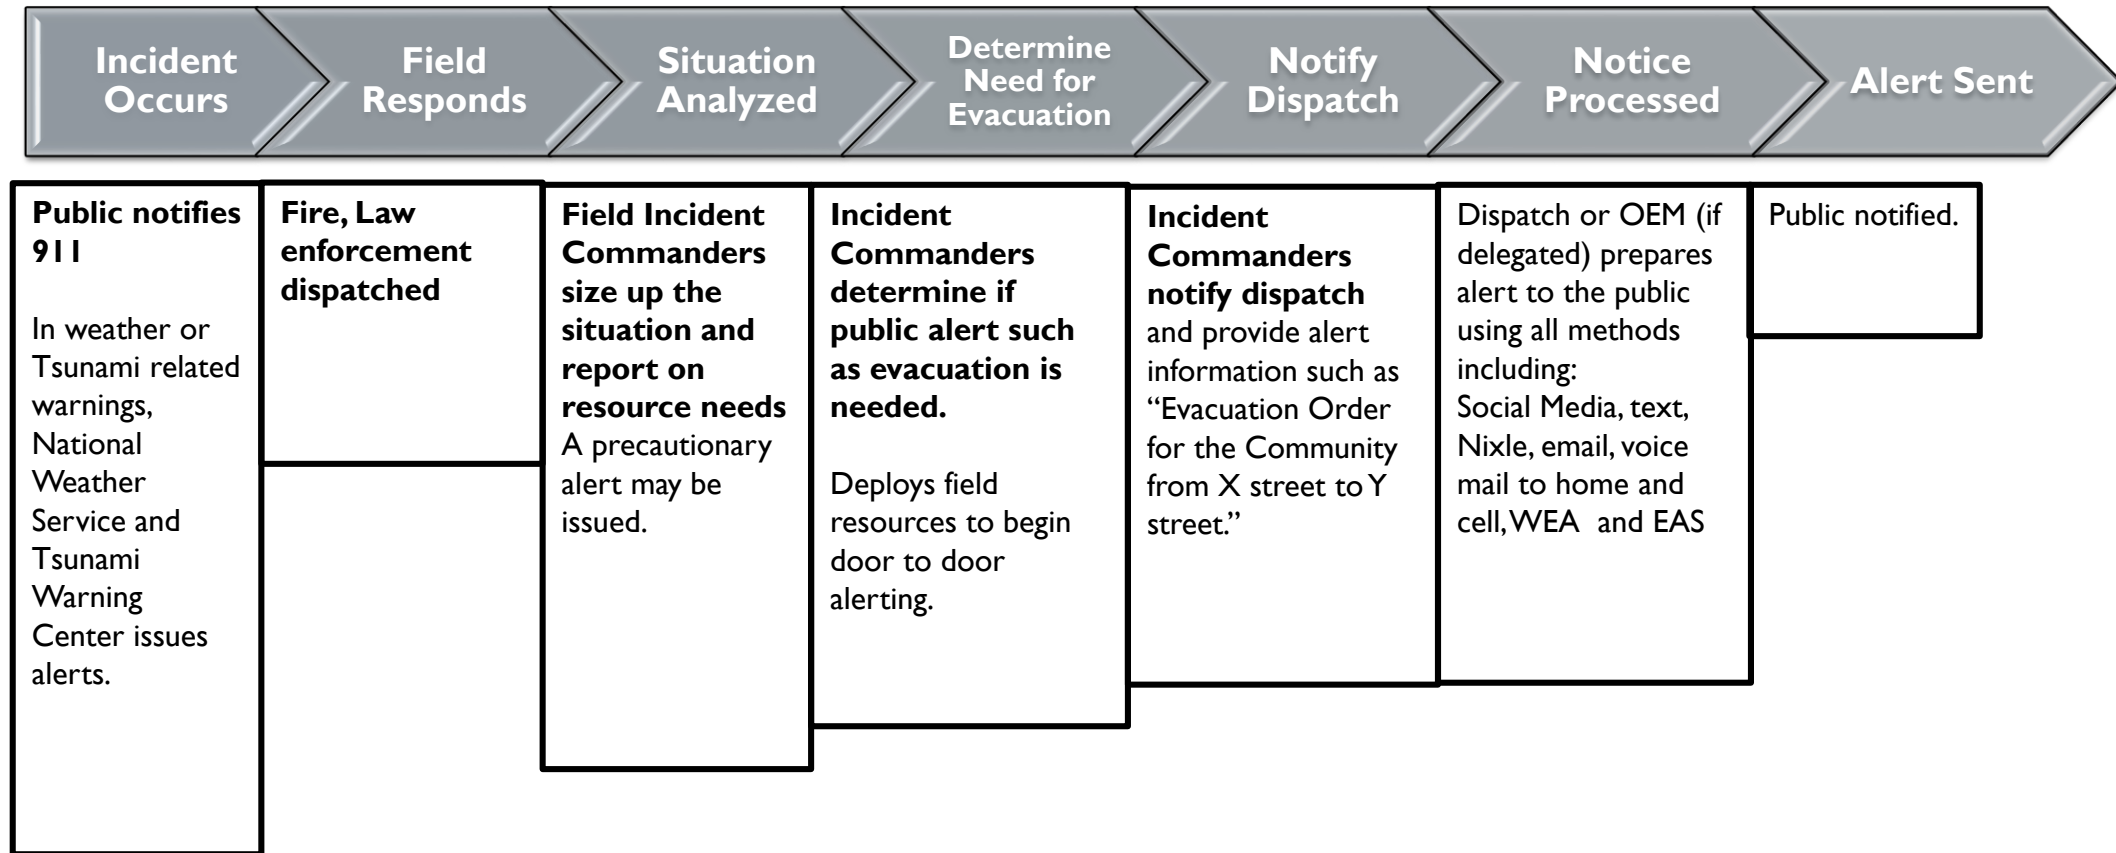 Incident
Occurs
Field
Responds
Situation
Analyzed
Determine
Need for
Evacuation
Notify
Dispatch
Notice
Processed
Alert Sent
Public notifies
911
In weather or
Tsunami related
warnings,
National
Weather
Service and
Tsunami
Warning
Center issues
alerts.
Fire, Law
enforcement
dispatched
Field Incident
Commanders
size up the
situation and
report on
resource needs
A precautionary
alert may be
issued.
Incident
Commanders
determine if
public alert such
as evacuation is
needed.
Deploys field
resources to begin
door to door
alerting.
Incident
Commanders
notify dispatch
and provide alert
information such as
“Evacuation Order
for the Community
from X street to Y
street.”
Dispatch or OEM (if
delegated) prepares
alert to the public
using all methods
including:
Social Media, text,
Nixle, email, voice
mail to home and
cell, WEA  and EAS
Public notified.